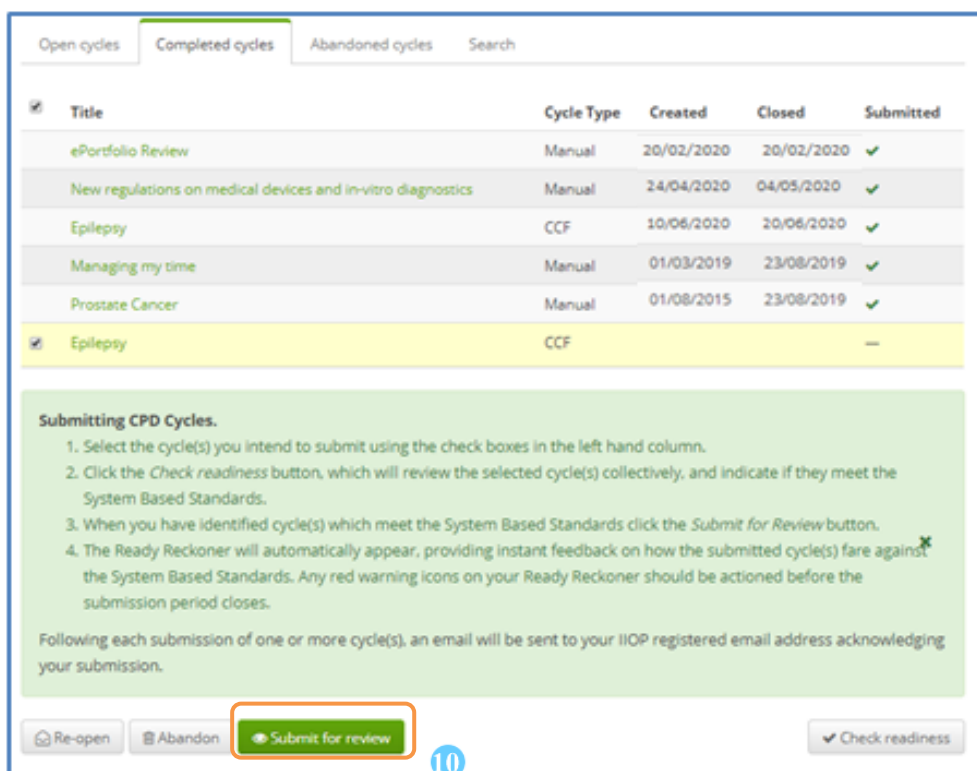 Open cycles Completed cycles Abandoned cycles Search
Title Cycle Type Created Closed Submitted
ePortfolio Review Manual 20/02/2020 20/02/2020
New regulations on medical devices and in-vitro diagnostics Manual 24/04/2020 04/05/2020
Epilepsy CCF 10/06/2020 20/06/2020
Managing my time Manual 01/03/2019 23/08/2019
Prostate Cancer Manual 01/08/2015 23/08/2019
Epilepsy CCF —
Submitting CPD Cycles.
1. Select the cycle(s) you intend to submit using the check boxes in the left hand column.
2. Click the Check readiness button, which will review the selected cycle(s) collectively, and indicate if they meet the
System Based Standards.
3. When you have identified cycle(s) which meet the System Based Standards click the Submit for Review button.
4. The Ready Reckoner will automatically appear, providing instant feedback on how the submitted cycle(s) fare against
the System Based Standards. Any red warning icons on your Ready Reckoner should be actioned before the
submission period closes.
Following each submission of one or more cycle(s), an email will be sent to your IIOP registered email address acknowledging
your submission.
Re-open Abandon Submit for review Check readiness
10